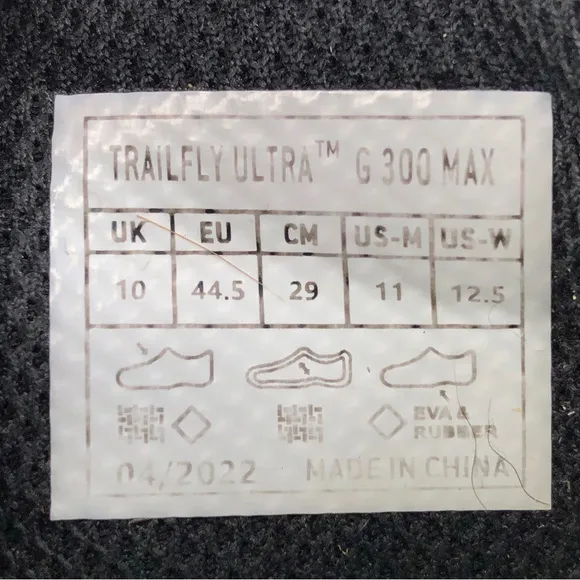 TRAILFLY ULTRA™ G 300 MAX
UK EU CM US-M US-W
10 44.5 29 11 12.5
EVA &
RUBBER
04/2022 MADE IN CHINA